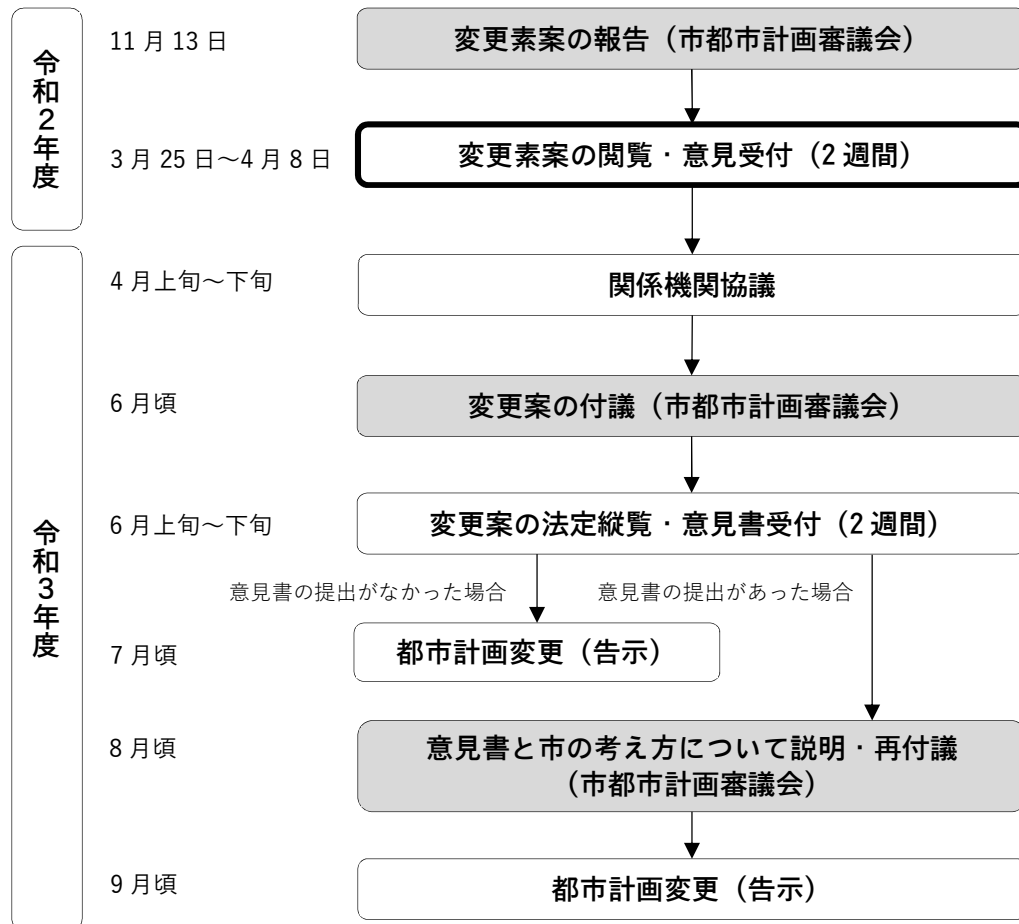 令和2年度
11月13日
変更素案の報告（市都市計画審議会）
3月25日～4月8日
変更素案の閲覧・意見受付（2週間）
令和3年度
4月上旬～下旬
関係機関協議
6月頃
変更案の付議（市都市計画審議会）
6月上旬～下旬
変更案の法定縦覧・意見書受付（2週間）
意見書の提出がなかった場合
意見書の提出があった場合
7月頃
都市計画変更（告示）
8月頃
意見書と市の考え方について説明・再付議
（市都市計画審議会）
9月頃
都市計画変更（告示）